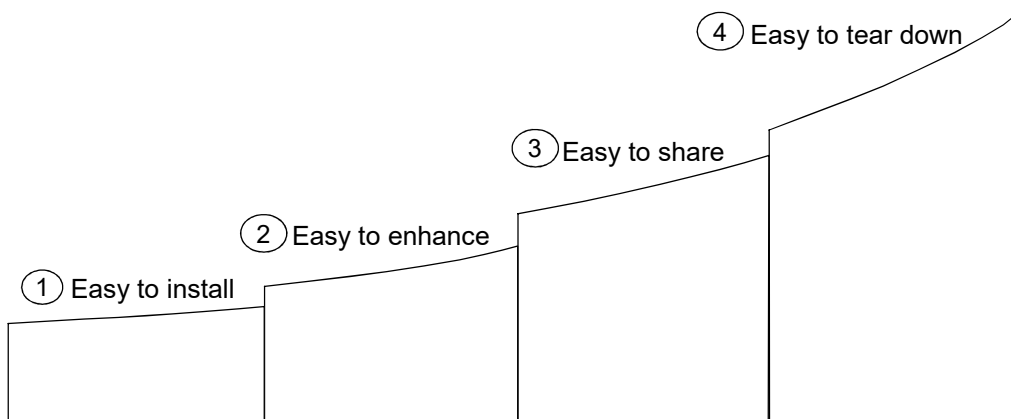 1 Easy to install
2 Easy to enhance
3 Easy to share
4 Easy to tear down